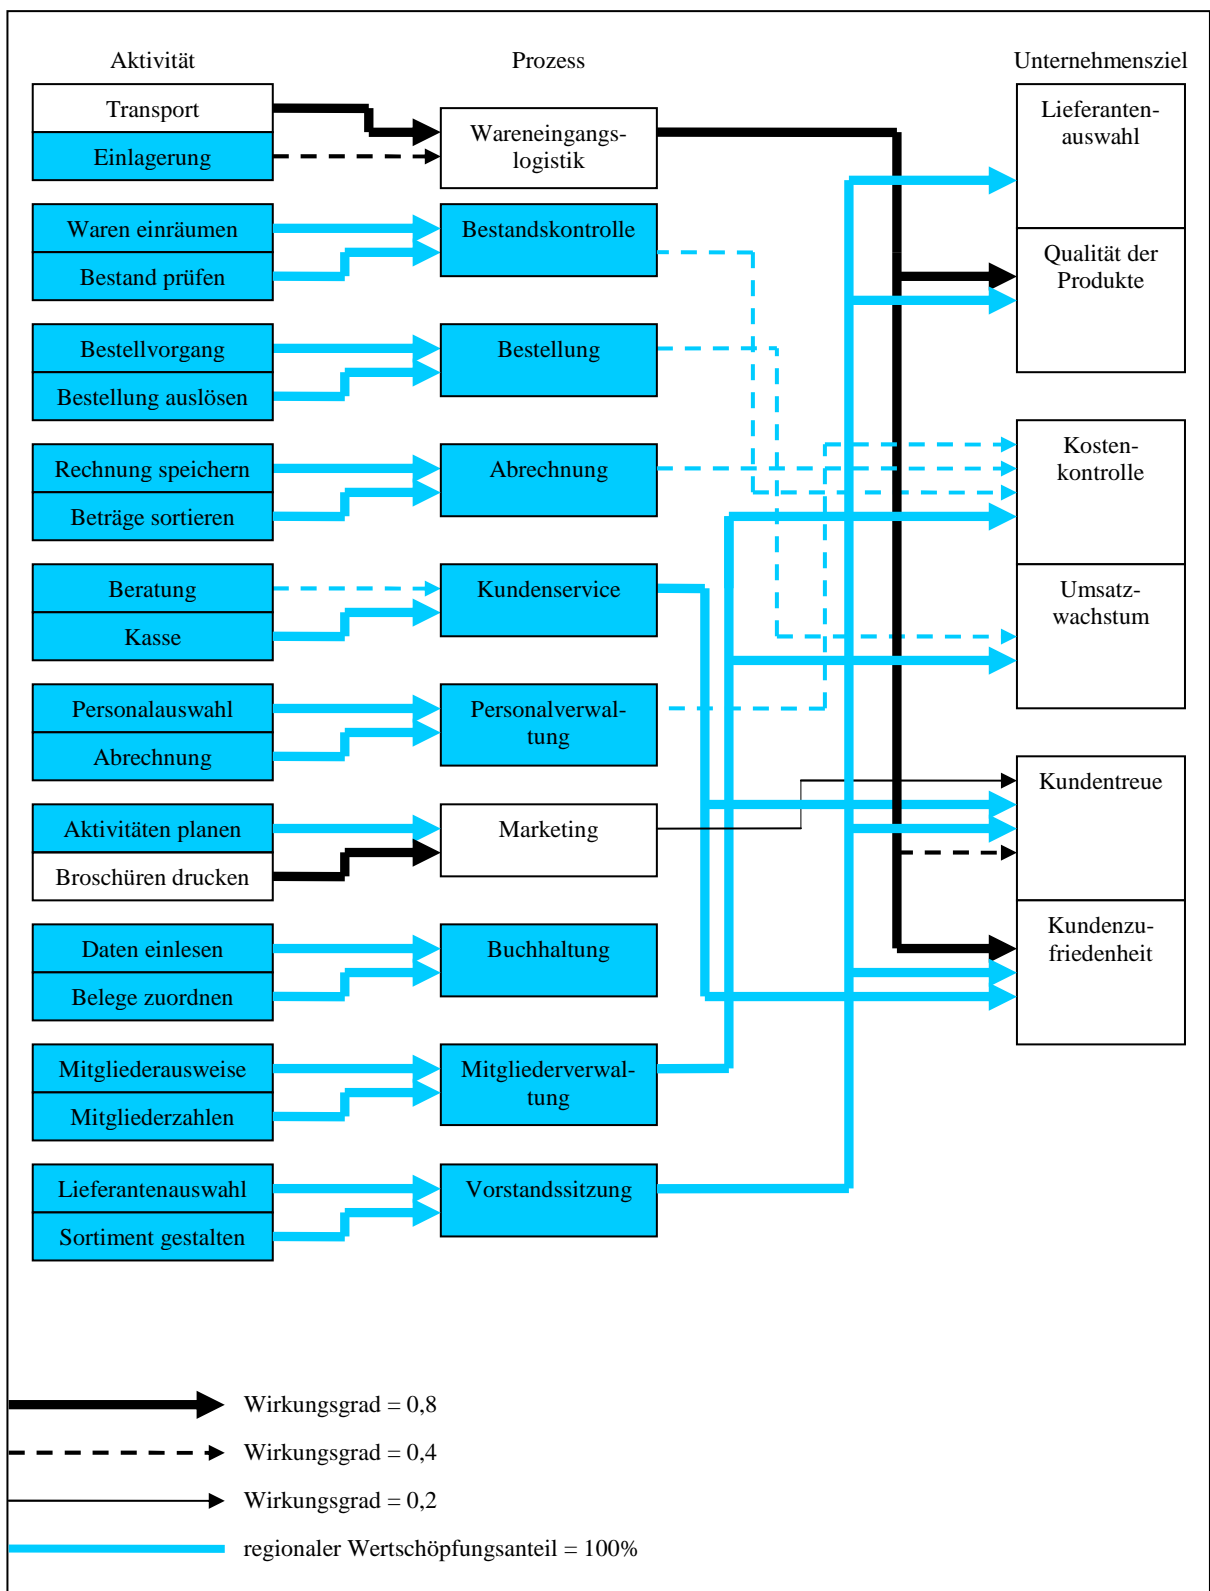 Aktivität
Prozess
Unternehmensziel
Transport
Einlagerung
Wareneingangs-
logistik
Lieferanten-
auswahl
Waren einräumen
Bestand prüfen
Bestandskontrolle
Qualität der
Produkte
Bestellvorgang
Bestellung auslösen
Bestellung
Rechnung speichern
Beträge sortieren
Abrechnung
Kosten-
kontrolle
Beratung
Kasse
Kundenservice
Umsatz-
wachstum
Personalauswahl
Abrechnung
Personalverwal-
tung
Aktivitäten planen
Broschüren drucken
Marketing
Kundentreue
Daten einlesen
Belege zuordnen
Buchhaltung
Kundenzu-
friedenheit
Mitgliederausweise
Mitgliederzahlen
Mitgliederverwal-
tung
Lieferantenauswahl
Sortiment gestalten
Vorstandssitzung
Wirkungsgrad = 0,8
Wirkungsgrad = 0,4
Wirkungsgrad = 0,2
regionaler Wertschöpfungsanteil = 100%